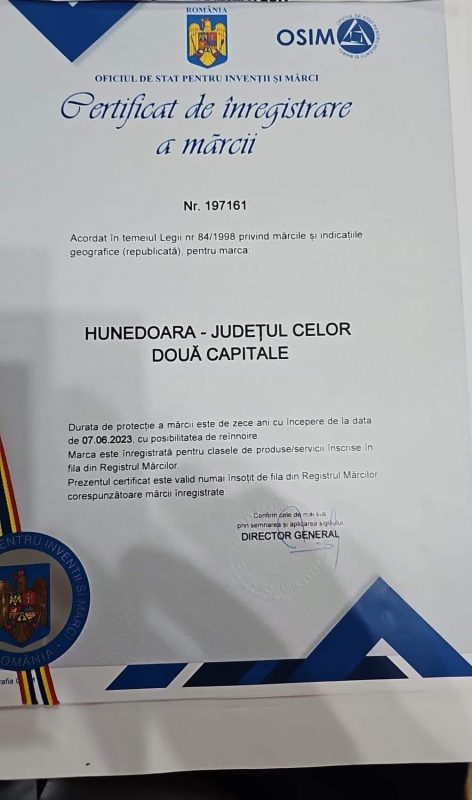 ROMÂNIA
OSIM
OFICIUL DE STAT
OFICIUL DE STAT PENTRU INVENȚII ȘI MĂRCI
Certificat de înregistrare
a mărcii
Nr. 197161
Acordat în temeiul Legii nr 84/1998 privind mărcile și indicațiile
geografice (republicată), pentru marca:
HUNEDOARA - JUDEȚUL CELOR
DOUĂ CAPITALE
Durata de protecție a mărcii este de zece ani cu începere de la data
de 07.06.2023, cu posibilitatea de reînnoire.
Marca este înregistrată pentru clasele de produse/servicii înscrise în
fila din Registrul Mărcilor.
Prezentul certificat este valid numai însoțit de fila din Registrul Mărcilor
corespunzătoare mărcii înregistrate.
Confirm cele de mai sus
prin semnarea și aplicarea sigiliului
DIRECTOR GENERAL
PENTRU INVENȚII ȘI MĂRCI
ROMÂNIA